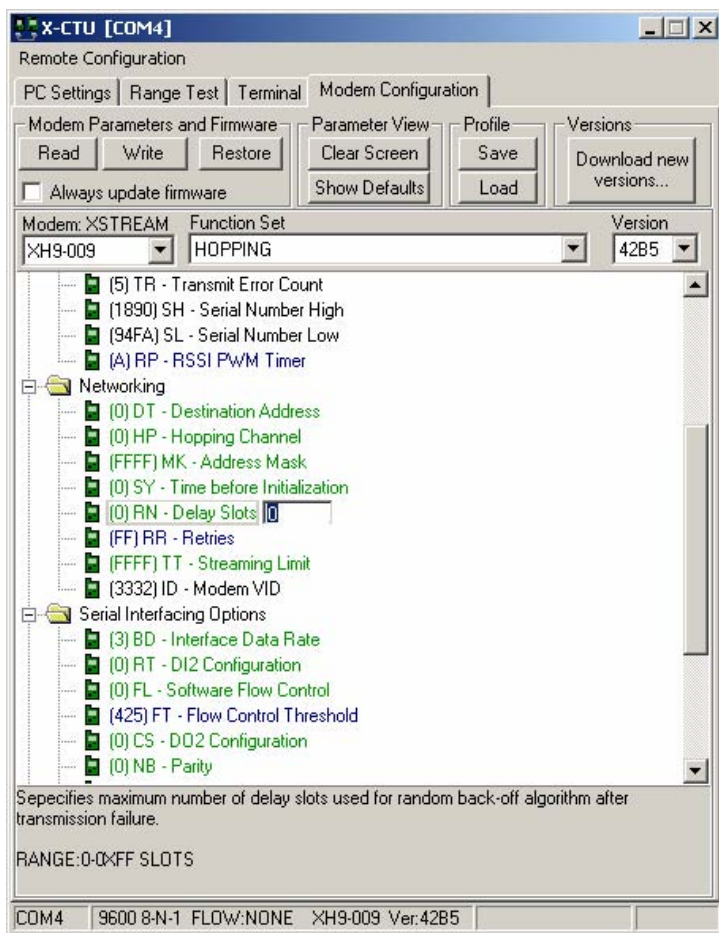 X-CTU [COM4]
Remote Configuration
PC Settings Range Test Terminal Modem Configuration
Modem Parameters and Firmware Parameter View Profile Versions
Read Write Restore Clear Screen Save Download new versions...
Always update firmware Show Defaults Load
Modem: XSTREAM Function Set Version
XH9-009 HOPPING 42B5
(5) TR - Transmit Error Count
(1890) SH - Serial Number High
(94FA) SL - Serial Number Low
(A) RP - RSSI PWM Timer
Networking
(0) DT - Destination Address
(0) HP - Hopping Channel
(FFFF) MK - Address Mask
(0) SY - Time before Initialization
(0) RN - Delay Slots 0
(FF) RR - Retries
(FFFF) TT - Streaming Limit
(3332) ID - Modem VID
Serial Interfacing Options
(3) BD - Interface Data Rate
(0) RT - DI2 Configuration
(0) FL - Software Flow Control
(425) FT - Flow Control Threshold
(0) CS - DO2 Configuration
(0) NB - Parity
Sepecifies maximum number of delay slots used for random back-off algorithm after
transmission failure.
RANGE:0-0XFF SLOTS
COM4 9600 8-N-1 FLOW:NONE XH9-009 Ver:42B5